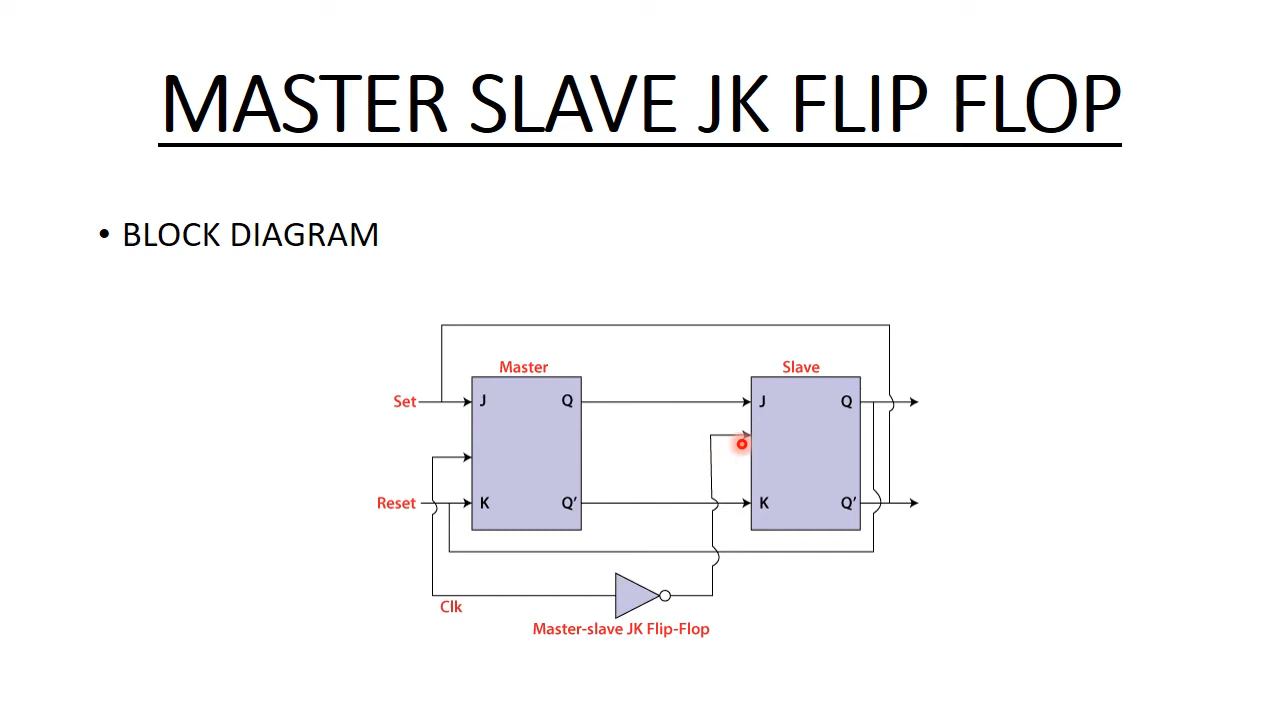 MASTER SLAVE JK FLIP FLOP
• BLOCK DIAGRAM
Master
Slave
Set
J
Q
J
Q
Reset
K
Q′
K
Q′
Clk
Master-slave JK Flip-Flop